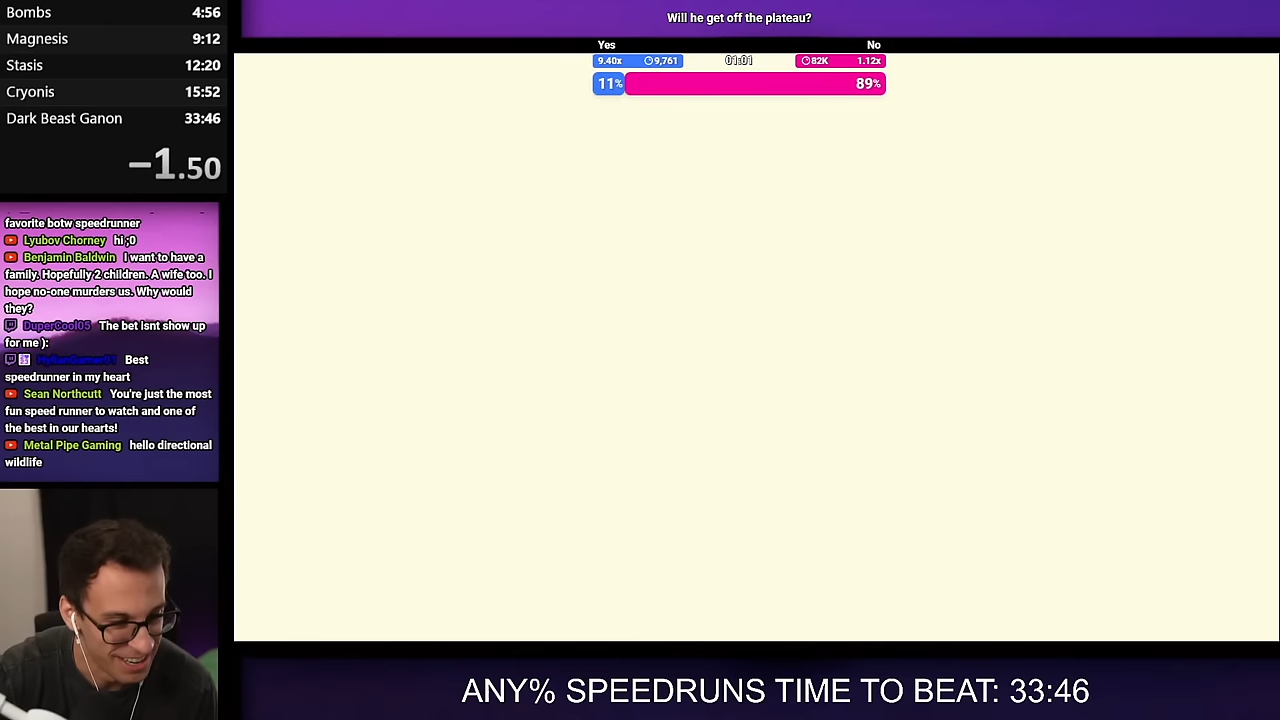 Bombs 4:56
Magnesis 9:12
Stasis 12:20
Cryonis 15:52
Dark Beast Ganon 33:46
−1.50
favorite botw speedrunner
Lyubov Chorney hi ;0
Benjamin Baldwin I want to have a
family. Hopefully 2 children. A wife too. I
hope no-one murders us. Why would
they?
DuperCool05 The bet isnt show up
for me ):
Best
speedrunner in my heart
Sean Northcutt You're just the most
fun speed runner to watch and one of
the best in our hearts!
Metal Pipe Gaming hello directional
wildlife
Will he get off the plateau?
Yes No
9.40x 9,761 01:01 82K 1.12x
11% 89%
ANY% SPEEDRUNS TIME TO BEAT: 33:46